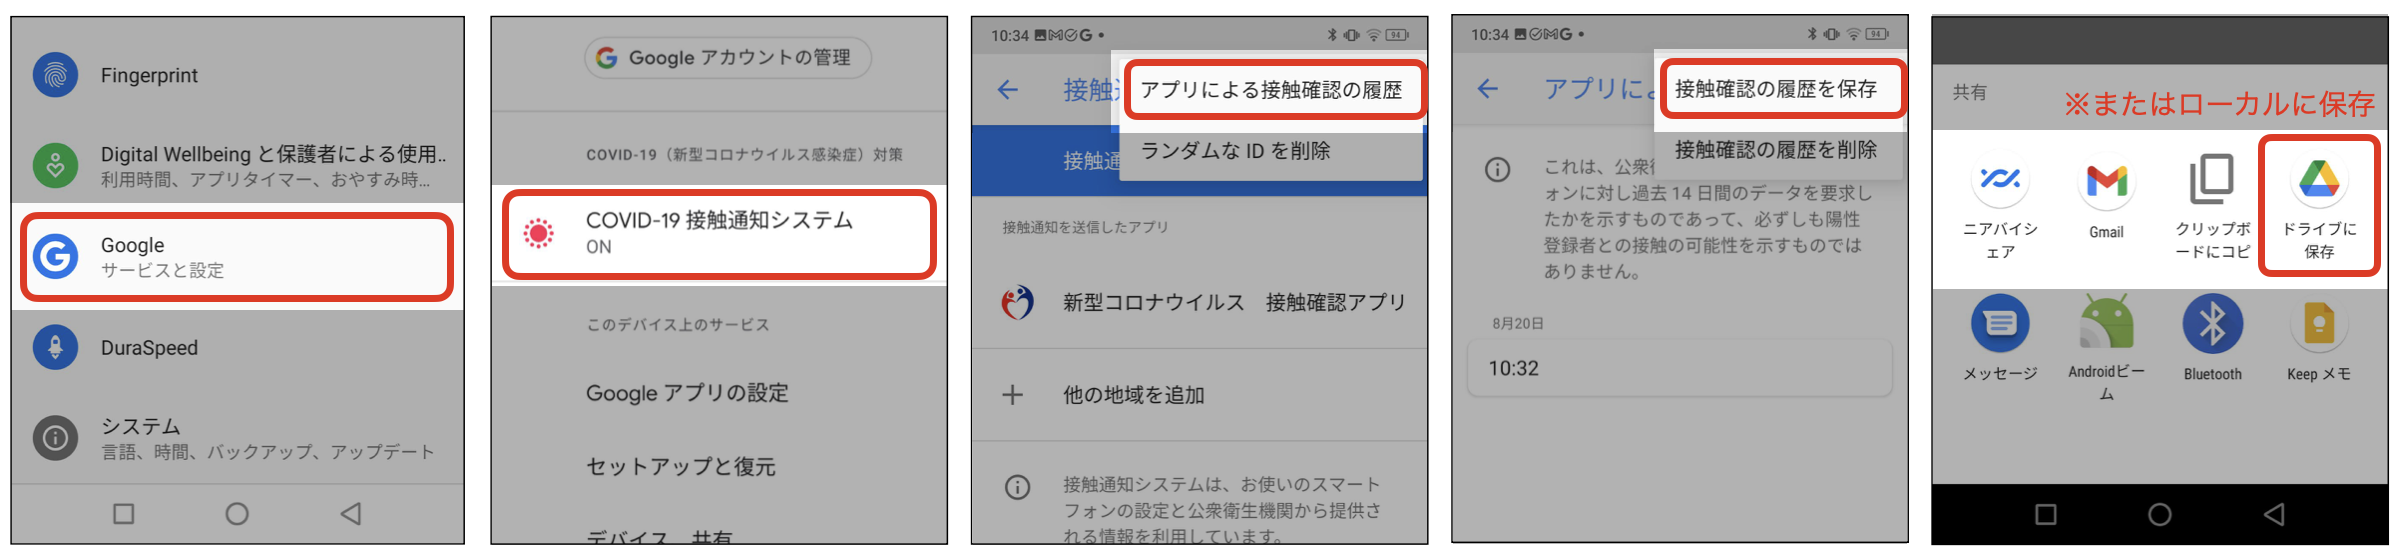 Fingerprint
Digital Wellbeing と保護者による使用..
利用時間、アプリタイマー、おやすみ時...
Google
サービスと設定
DuraSpeed
システム
言語、時間、バックアップ、アップデート
Google アカウントの管理
COVID-19（新型コロナウイルス感染症）対策
COVID-19 接触通知システム
ON
このデバイス上のサービス
Google アプリの設定
セットアップと復元
デバイス 共有
10:34
94
接触
アプリによる接触確認の履歴
ランダムな ID を削除
接触通
接触通知を送信したアプリ
新型コロナウイルス 接触確認アプリ
他の地域を追加
接触通知システムは、お使いのスマート
フォンの設定と公衆衛生機関から提供さ
れる情報を利用しています。
10:34
94
アプリによ
接触確認の履歴を保存
接触確認の履歴を削除
これは、公衆
ォンに対し過去 14 日間のデータを要求し
たかを示すものであって、必ずしも陽性
登録者との接触の可能性を示すものでは
ありません。
8月20日
10:32
共有
※またはローカルに保存
ニアバイシ
ェア
Gmail
クリップボ
ードにコピ
ドライブに
保存
メッセージ
Androidビー
ム
Bluetooth
Keep メモ